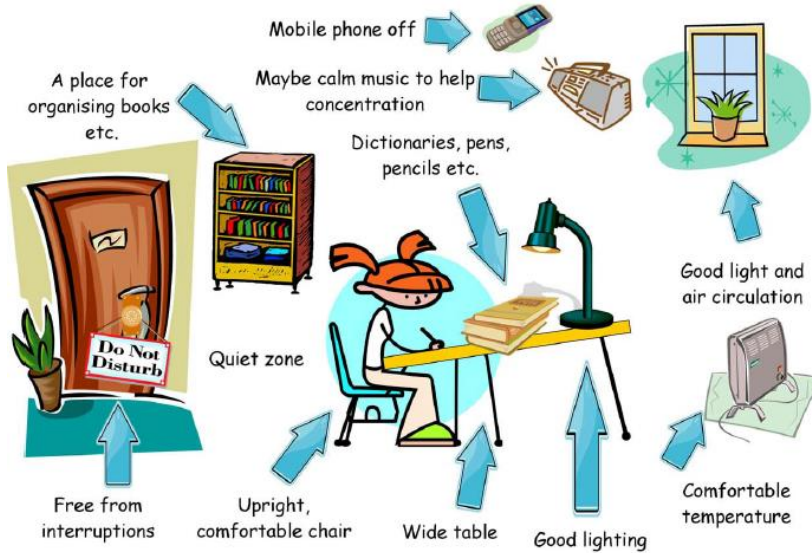 Mobile phone off
A place for
organising books
etc.
Maybe calm music to help
concentration
Dictionaries, pens,
pencils etc.
Good light and
air circulation
Do Not
Disturb
Quiet zone
Free from
interruptions
Upright,
comfortable chair
Wide table
Good lighting
Comfortable
temperature